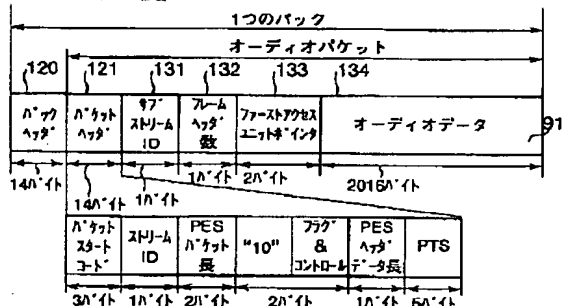 1つのパック
オーディオパケット
120 121 131 132 133 134
パックヘッダ
パケットヘッダ
サブストリームID
フレームヘッダ数
ファーストアクセスユニットポインタ
オーディオデータ
91
14バイト
14バイト
1バイト
1バイト
2バイト
2016バイト
パケットスタートコード
ストリームID
PESパケット長
"10"
フラグ&コントロール
PESヘッダデータ長
PTS
3バイト
1バイト
2バイト
2バイト
1バイト
5バイト